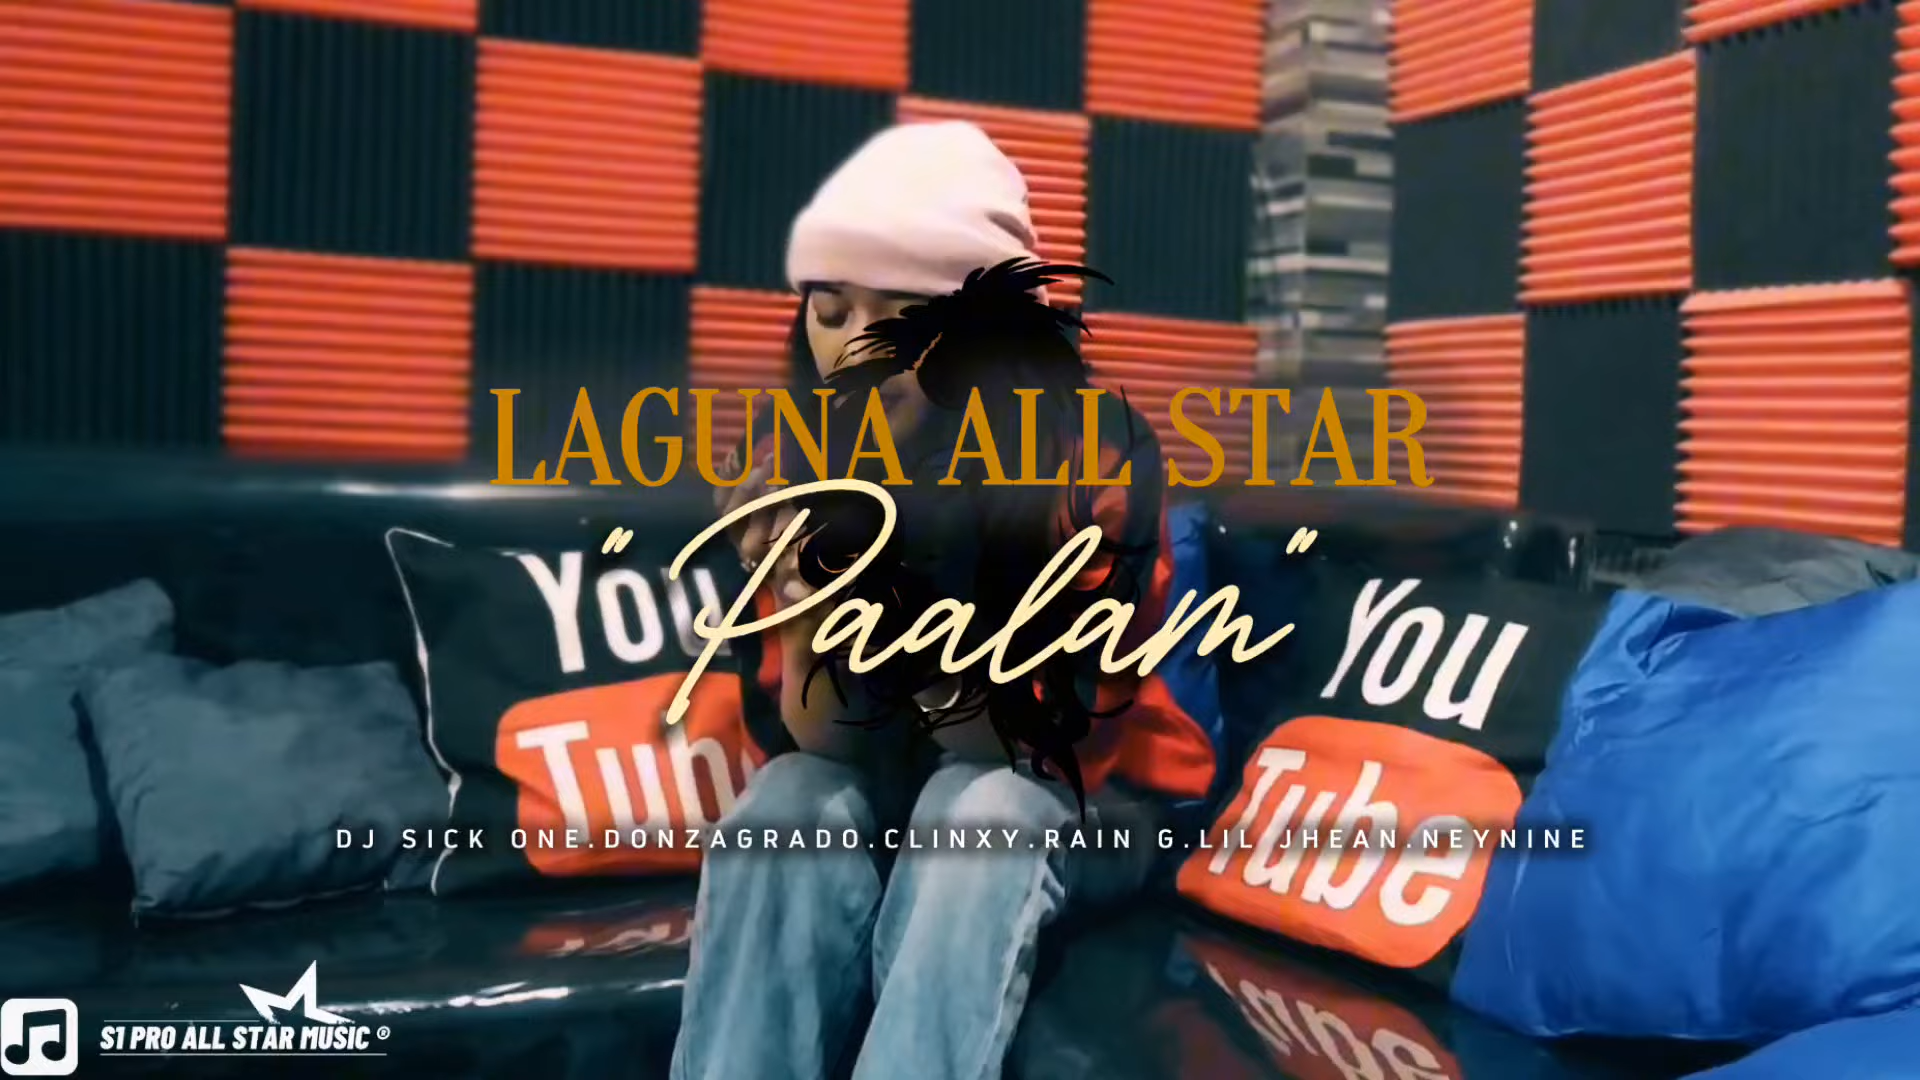 LAGUNA ALL STAR
"Paalam"
You
Tube
You
Tube
DJ SICK ONE.DONZAGRADO.CLINXY.RAIN G.LIL JHEAN.NEYNINE
S1 PRO ALL STAR MUSIC ®